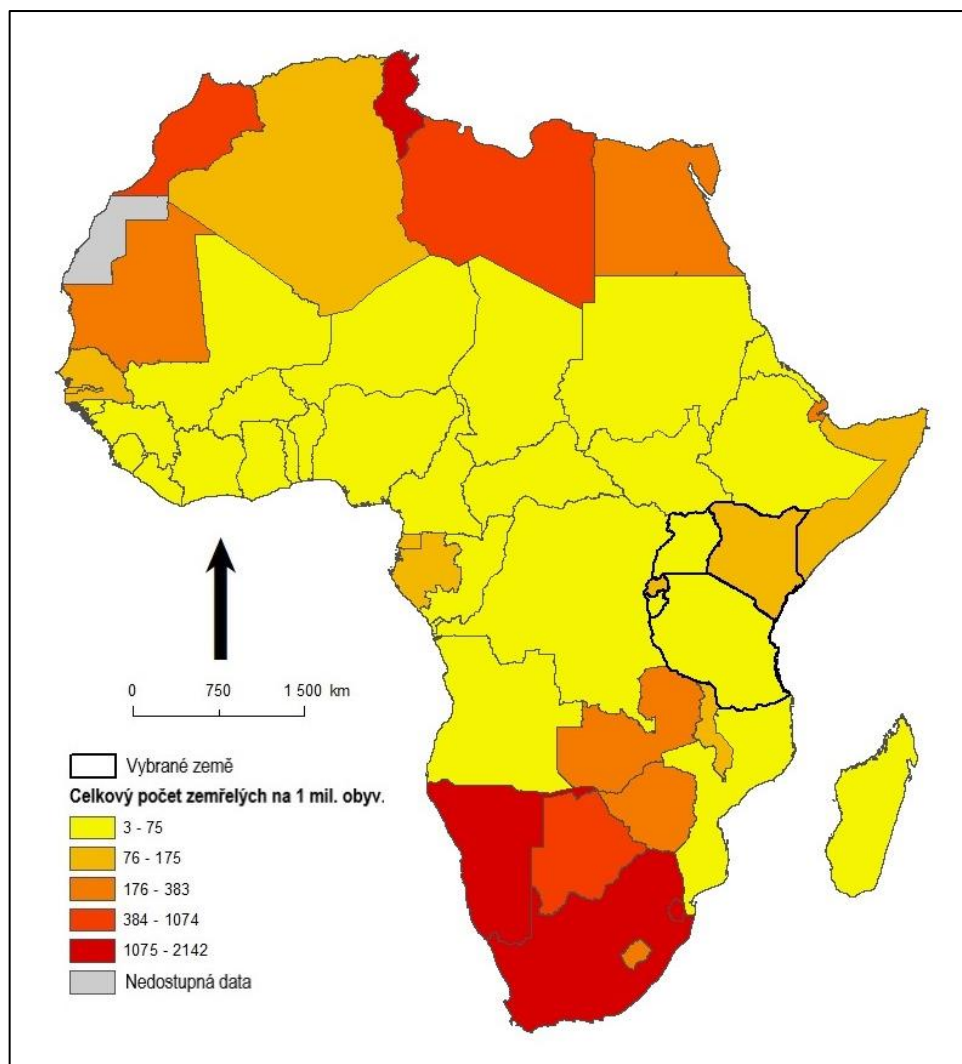 0 750 1 500 km
Vybrané země
Celkový počet zemřelých na 1 mil. obyv.
3 - 75
76 - 175
176 - 383
384 - 1074
1075 - 2142
Nedostupná data